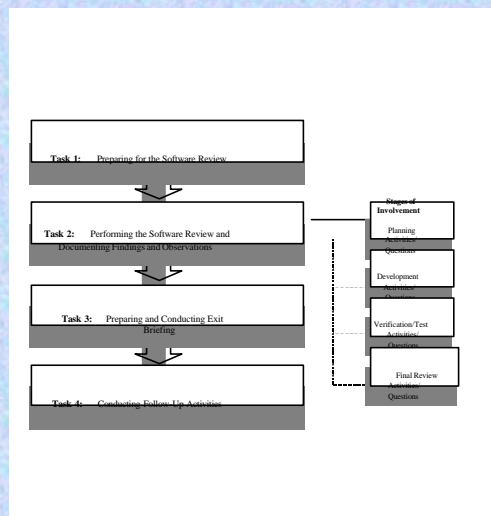 Task 1: Preparing for the Software Review
Task 2: Performing the Software Review and
Documenting Findings and Observations
Task 3: Preparing and Conducting Exit
Briefing
Task 4: Conducting Follow-Up Activities
Stages of
Involvement
Planning
Activities/
Questions
Development
Activities/
Questions
Verification/Test
Activities/
Questions
Final Review
Activities/
Questions